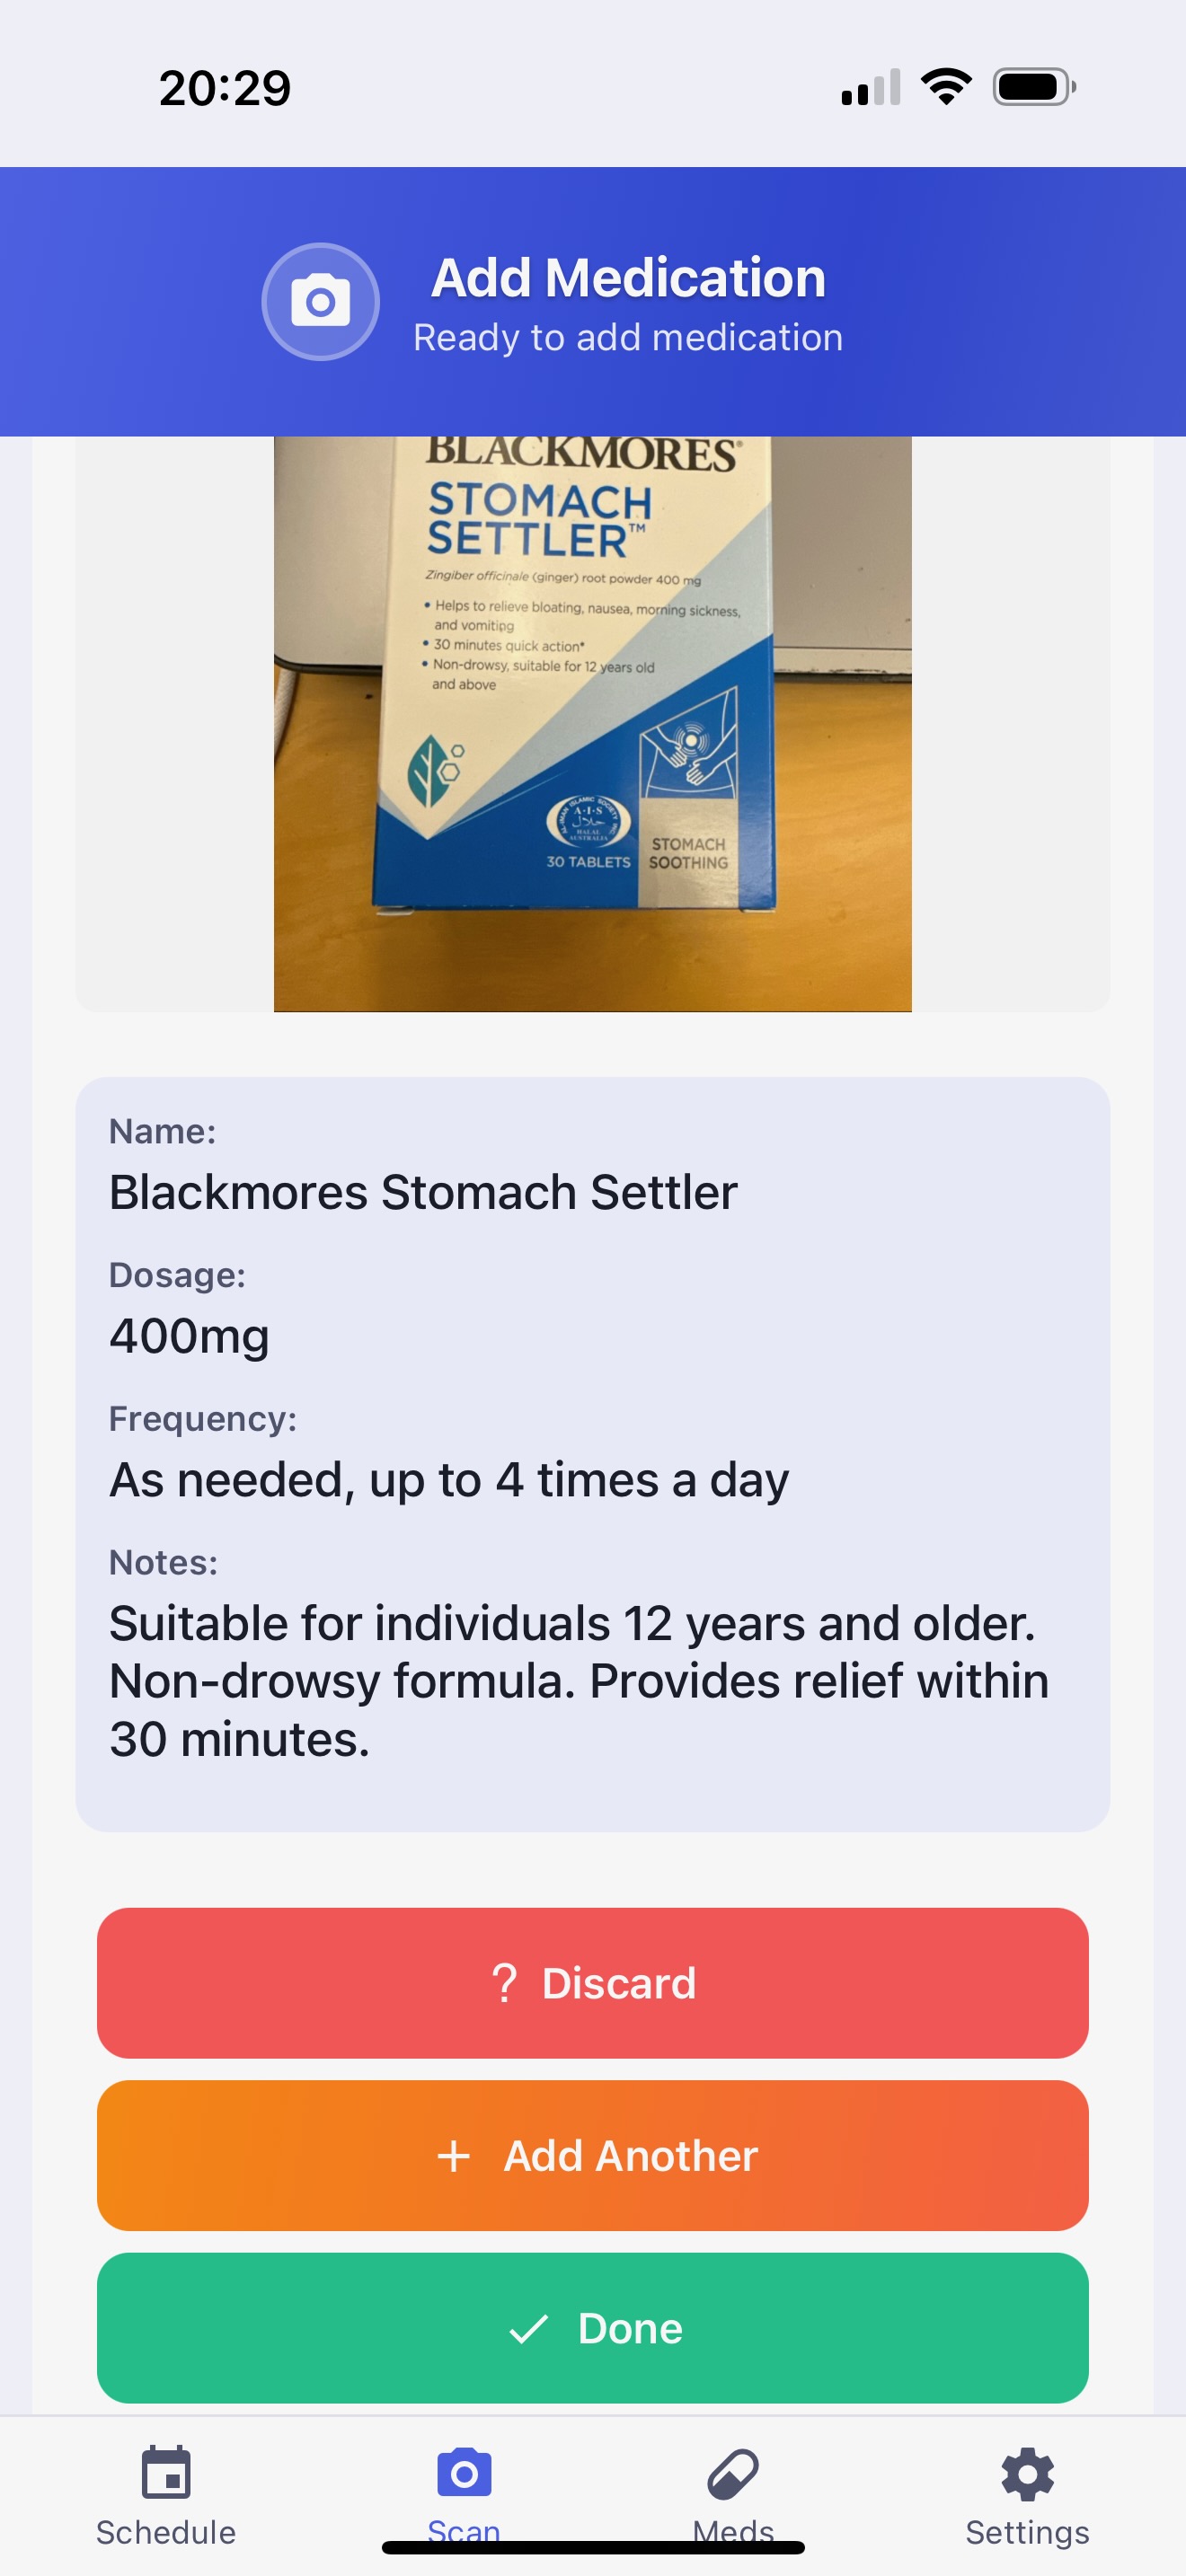 20:29
Add Medication
Ready to add medication
BLACKMORES®
STOMACH
SETTLER™
Zingiber officinale (ginger) root powder 400 mg
• Helps to relieve bloating, nausea, morning sickness,
and vomiting
• 30 minutes quick action*
• Non-drowsy, suitable for 12 years old
and above
A·I·S
حلال
HALAL
AUSTRALIA
30 TABLETS
STOMACH
SOOTHING
Name:
Blackmores Stomach Settler
Dosage:
400mg
Frequency:
As needed, up to 4 times a day
Notes:
Suitable for individuals 12 years and older.
Non-drowsy formula. Provides relief within
30 minutes.
? Discard
+ Add Another
Done
Schedule
Scan
Meds
Settings